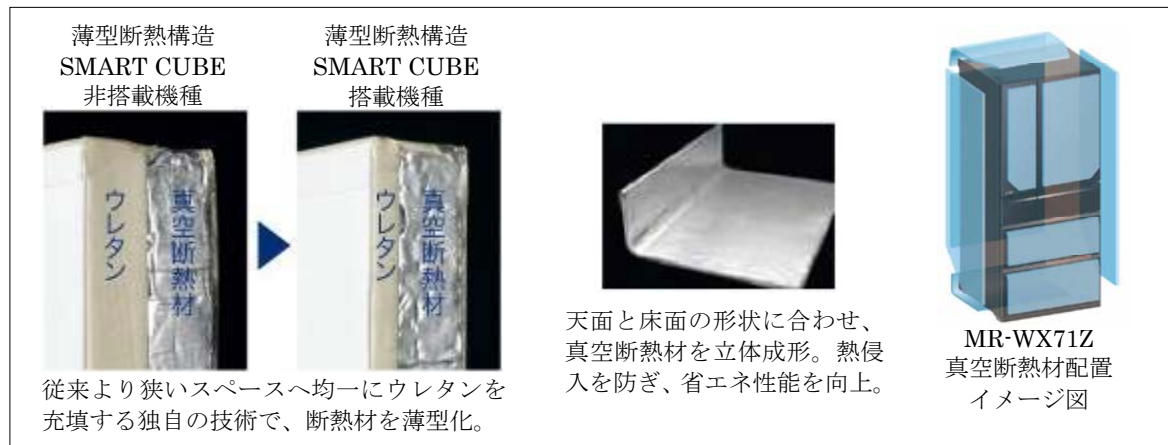 薄型断熱構造
SMART CUBE
非搭載機種
薄型断熱構造
SMART CUBE
搭載機種
ウレタン
真空断熱材
ウレタン
真空断熱材
従来より狭いスペースへ均一にウレタンを
充填する独自の技術で、断熱材を薄型化。
天面と床面の形状に合わせ、
真空断熱材を立体成形。熱侵
入を防ぎ、省エネ性能を向上。
MR-WX71Z
真空断熱材配置
イメージ図